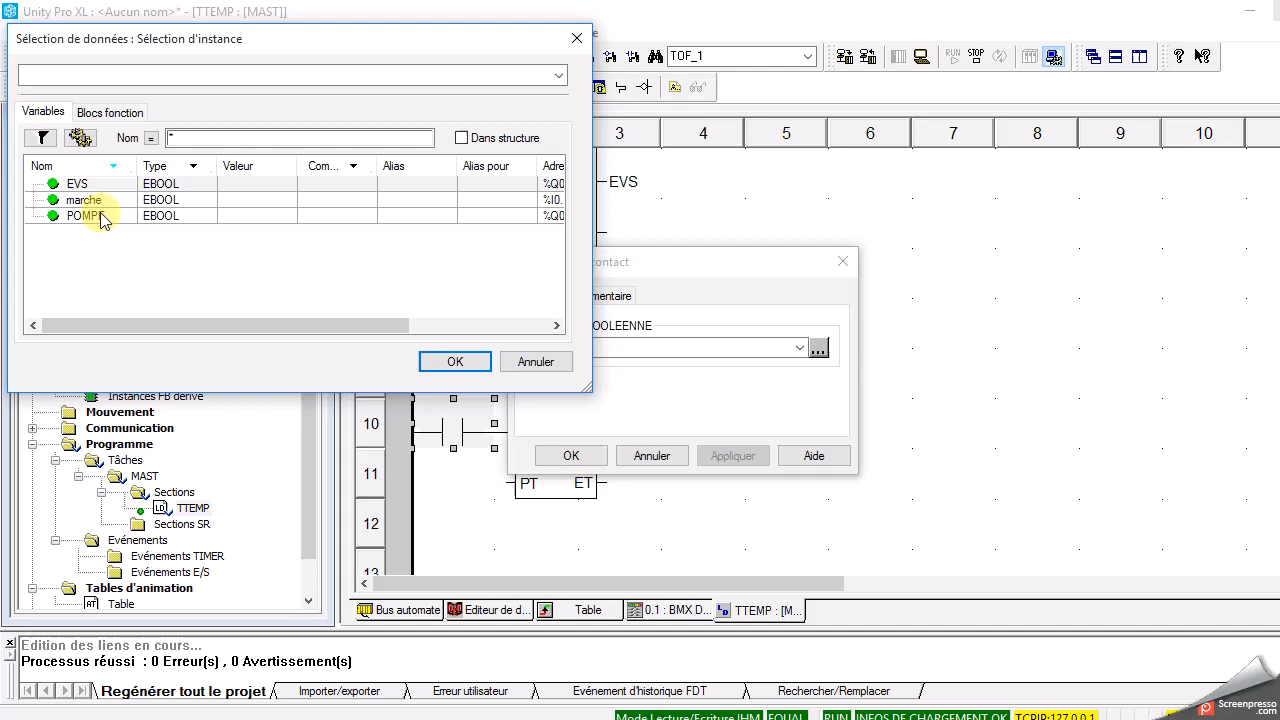 Unity Pro XL : <Aucun nom>* - [TTEMP : [MAST]]
Sélection de données : Sélection d'instance
TOF_1
RUN STOP
Variables Blocs fonction
Nom = * Dans structure
Nom Type Valeur Com... Alias Alias pour Adre
EVS EBOOL %Q0
marche EBOOL %I0.
POMPE EBOOL %Q0
OK Annuler
3 4 5 6 7 8 9 10
EVS
contact
mentaire
OOLEENNE
...
OK Annuler Appliquer Aide
PT ET
10
11
12
13
Instances FB dérivé
Mouvement
Communication
Programme
Tâches
MAST
Sections
LD TTEMP
Sections SR
Evénements
Evénements TIMER
Evénements E/S
Tables d'animation
Table
Bus automate Editeur de d... Table 0.1 : BMX D... TTEMP : [M...
Edition des liens en cours...
Processus réussi : 0 Erreur(s) , 0 Avertissement(s)
Regénérer tout le projet Importer/exporter Erreur utilisateur Evénement d'historique FDT Rechercher/Remplacer
Mode Lecture/Ecriture IHM EQUAL RUN INFOS DE CHARGEMENT OK TCPIP:127.0.0.1
Screenpresso
.com